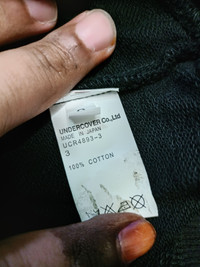 UNDERCOVER Co.,Ltd
MADE IN JAPAN
UCR4893-3
3
100% COTTON